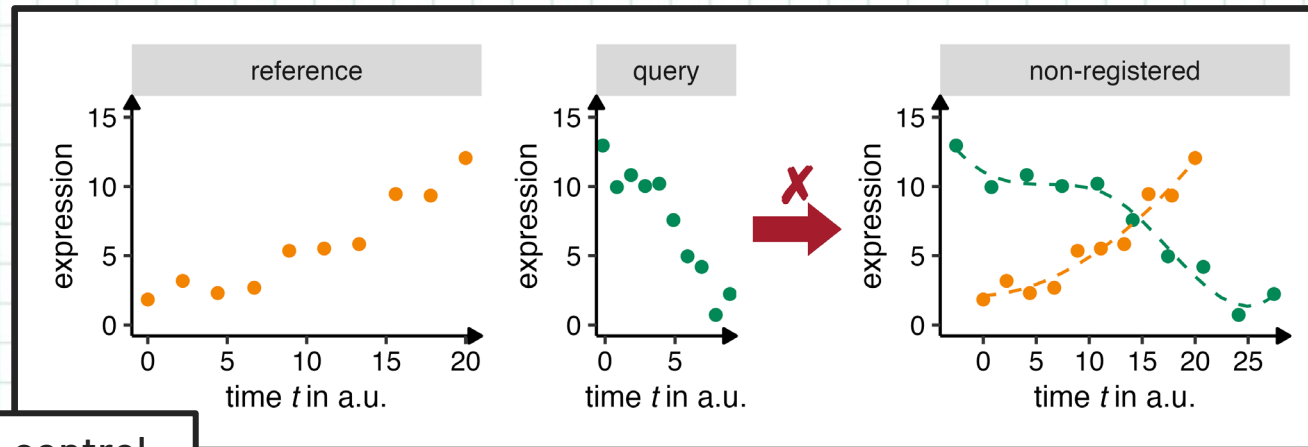 reference
query
non-registered
expression
15
10
5
0
0 5 10 15 20
time t in a.u.
expression
15
10
5
0
0 5
time t in a.u.
✗
expression
15
10
5
0
0 5 10 15 20 25
time t in a.u.
control